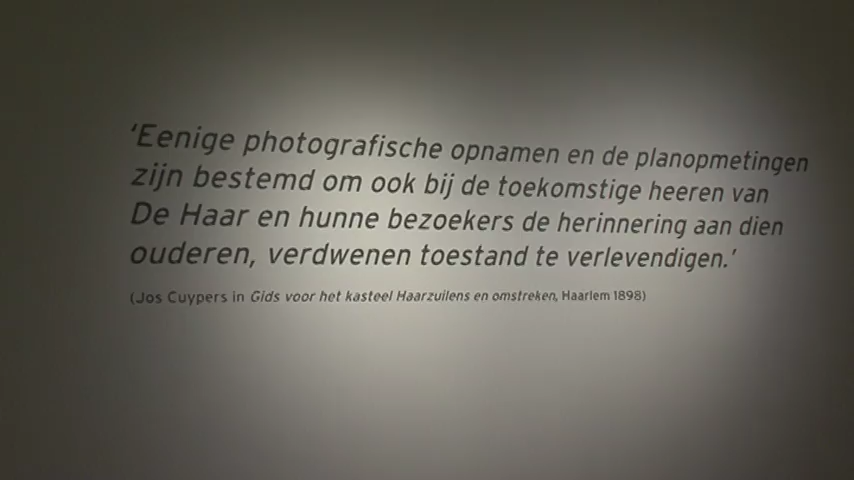 ‘Eenige photografische opnamen en de planopmetingen
zijn bestemd om ook bij de toekomstige heeren van
De Haar en hunne bezoekers de herinnering aan dien
ouderen, verdwenen toestand te verlevendigen.’
(Jos Cuypers in Gids voor het kasteel Haarzuilens en omstreken, Haarlem 1898)